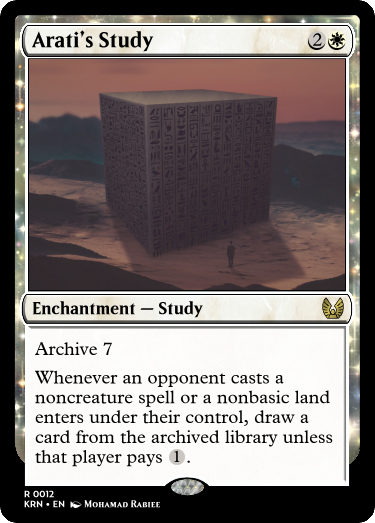 Arati's Study 2
Enchantment — Study
Archive 7
Whenever an opponent casts a
noncreature spell or a nonbasic land
enters under their control, draw a
card from the archived library unless
that player pays 1.
R 0012
KRN • EN Mohamad Rabiee